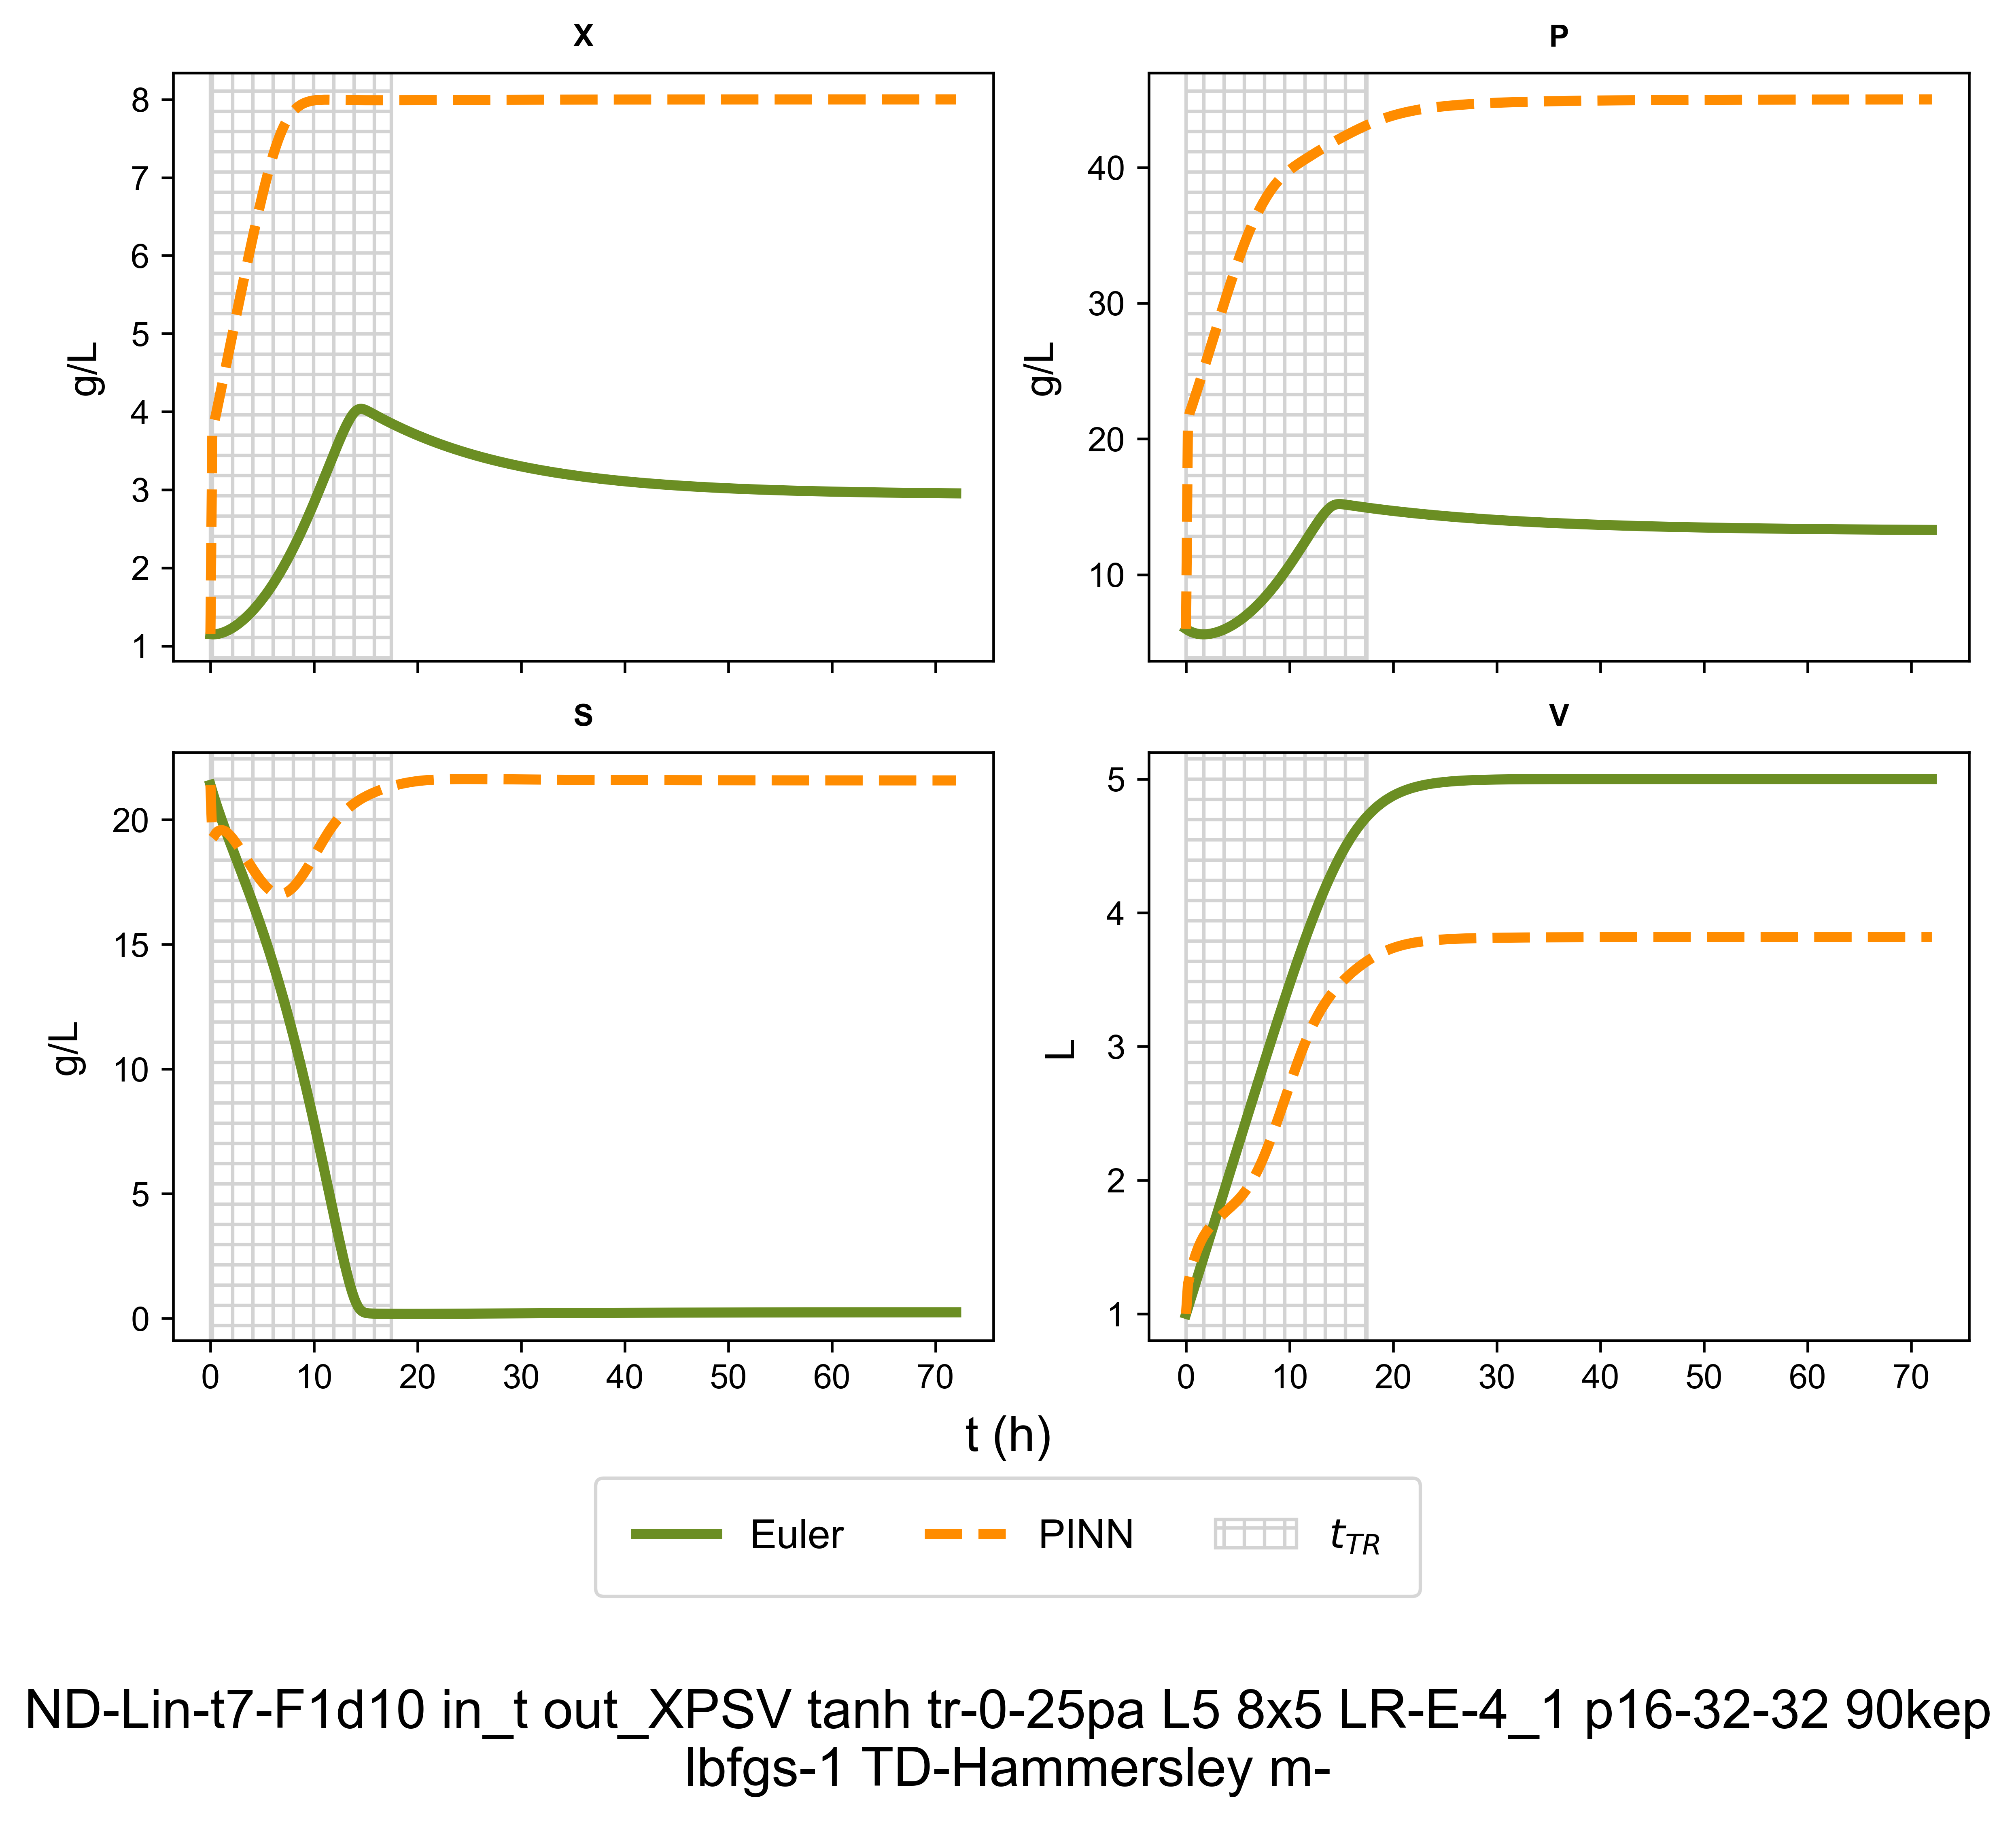 X
P
8
7
6
5
4
3
2
1
g/L
40
30
20
10
g/L
S
V
20
15
10
5
0
g/L
5
4
3
2
1
L
0 10 20 30 40 50 60 70
0 10 20 30 40 50 60 70
t (h)
Euler PINN t_TR
ND-Lin-t7-F1d10 in_t out_XPSV tanh tr-0-25pa L5 8x5 LR-E-4_1 p16-32-32 90kep
lbfgs-1 TD-Hammersley m-